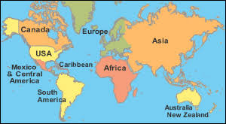 Canada
Europe
Asia
USA
Mexico
& Central
America
Caribbean
Africa
South
America
Australia
New Zealand